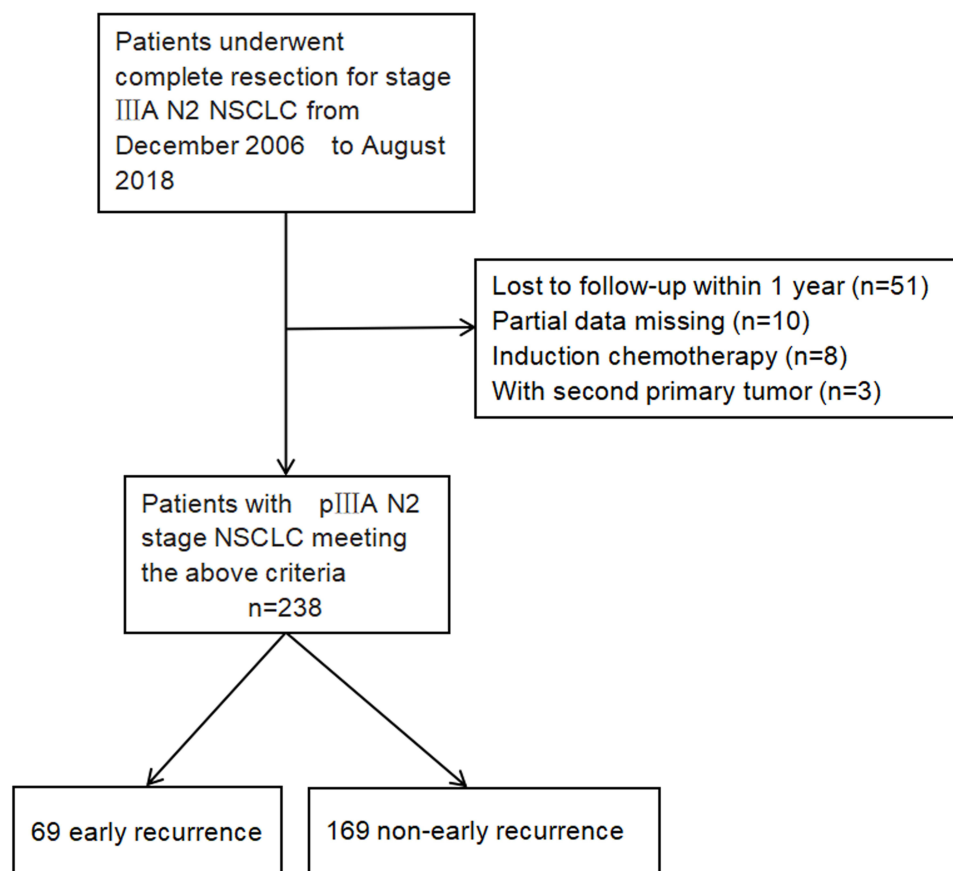 Patients underwent
complete resection for stage
ⅢA N2 NSCLC from
December 2006 to August
2018
Lost to follow-up within 1 year (n=51)
Partial data missing (n=10)
Induction chemotherapy (n=8)
With second primary tumor (n=3)
Patients with pⅢA N2
stage NSCLC meeting
the above criteria
n=238
69 early recurrence
169 non-early recurrence